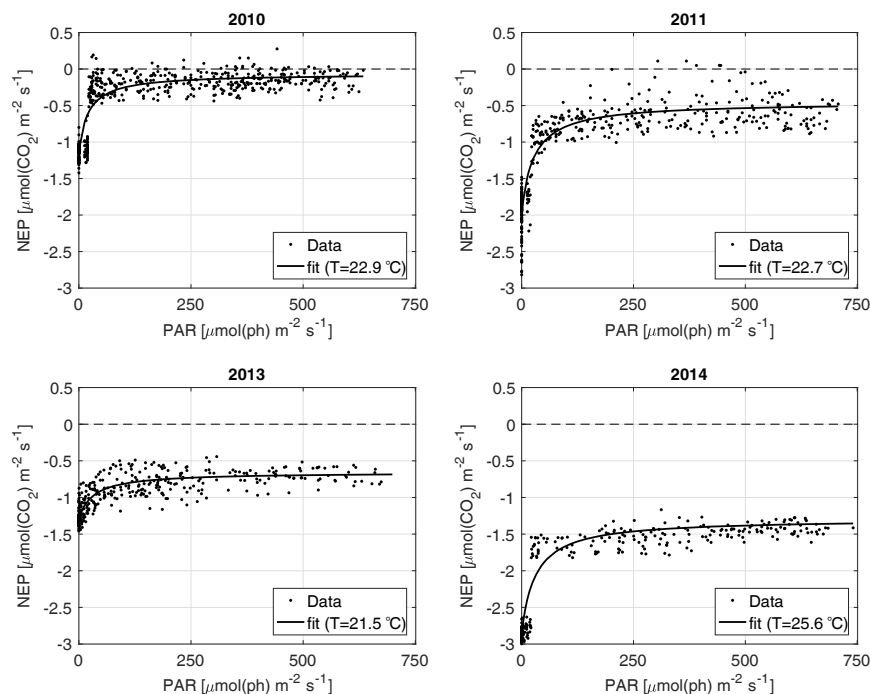 2010
0.5
0
-0.5
-1
-1.5
-2
-2.5
-3
NEP [μmol(CO2) m-2 s-1]
Data
fit (T=22.9 °C)
0 250 500 750
PAR [μmol(ph) m-2 s-1]
2011
0.5
0
-0.5
-1
-1.5
-2
-2.5
-3
NEP [μmol(CO2) m-2 s-1]
Data
fit (T=22.7 °C)
0 250 500 750
PAR [μmol(ph) m-2 s-1]
2013
0.5
0
-0.5
-1
-1.5
-2
-2.5
-3
NEP [μmol(CO2) m-2 s-1]
Data
fit (T=21.5 °C)
0 250 500 750
PAR [μmol(ph) m-2 s-1]
2014
0.5
0
-0.5
-1
-1.5
-2
-2.5
-3
NEP [μmol(CO2) m-2 s-1]
Data
fit (T=25.6 °C)
0 250 500 750
PAR [μmol(ph) m-2 s-1]